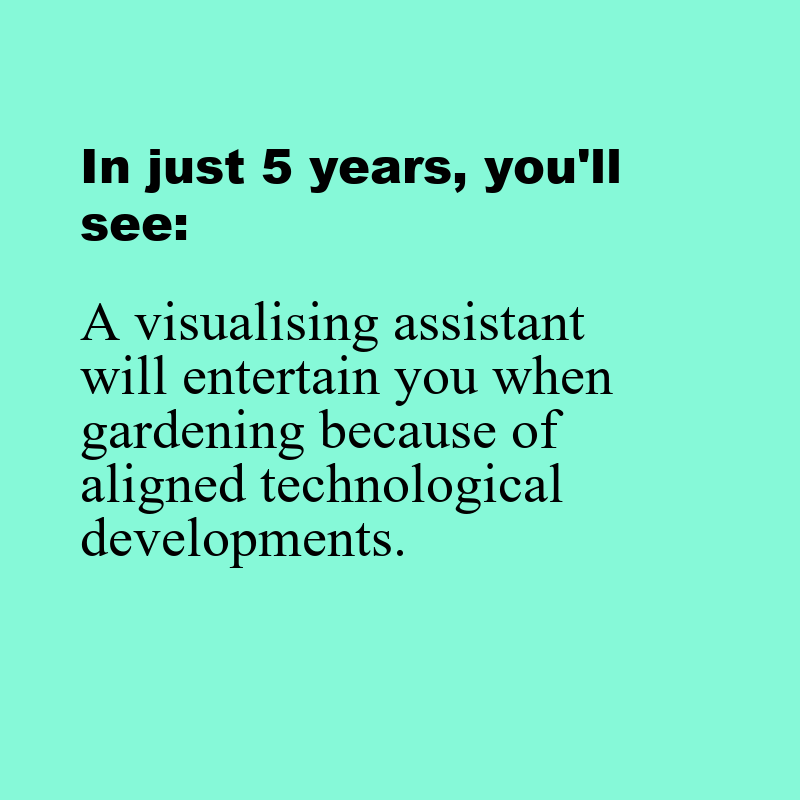 In just 5 years, you'll
see:
A visualising assistant
will entertain you when
gardening because of
aligned technological
developments.